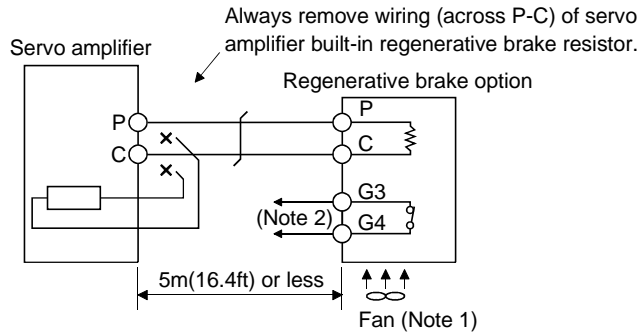 Always remove wiring (across P-C) of servo
amplifier built-in regenerative brake resistor.
Servo amplifier
Regenerative brake option
P
P
C
C
G3
(Note 2)
G4
5m(16.4ft) or less
Fan (Note 1)